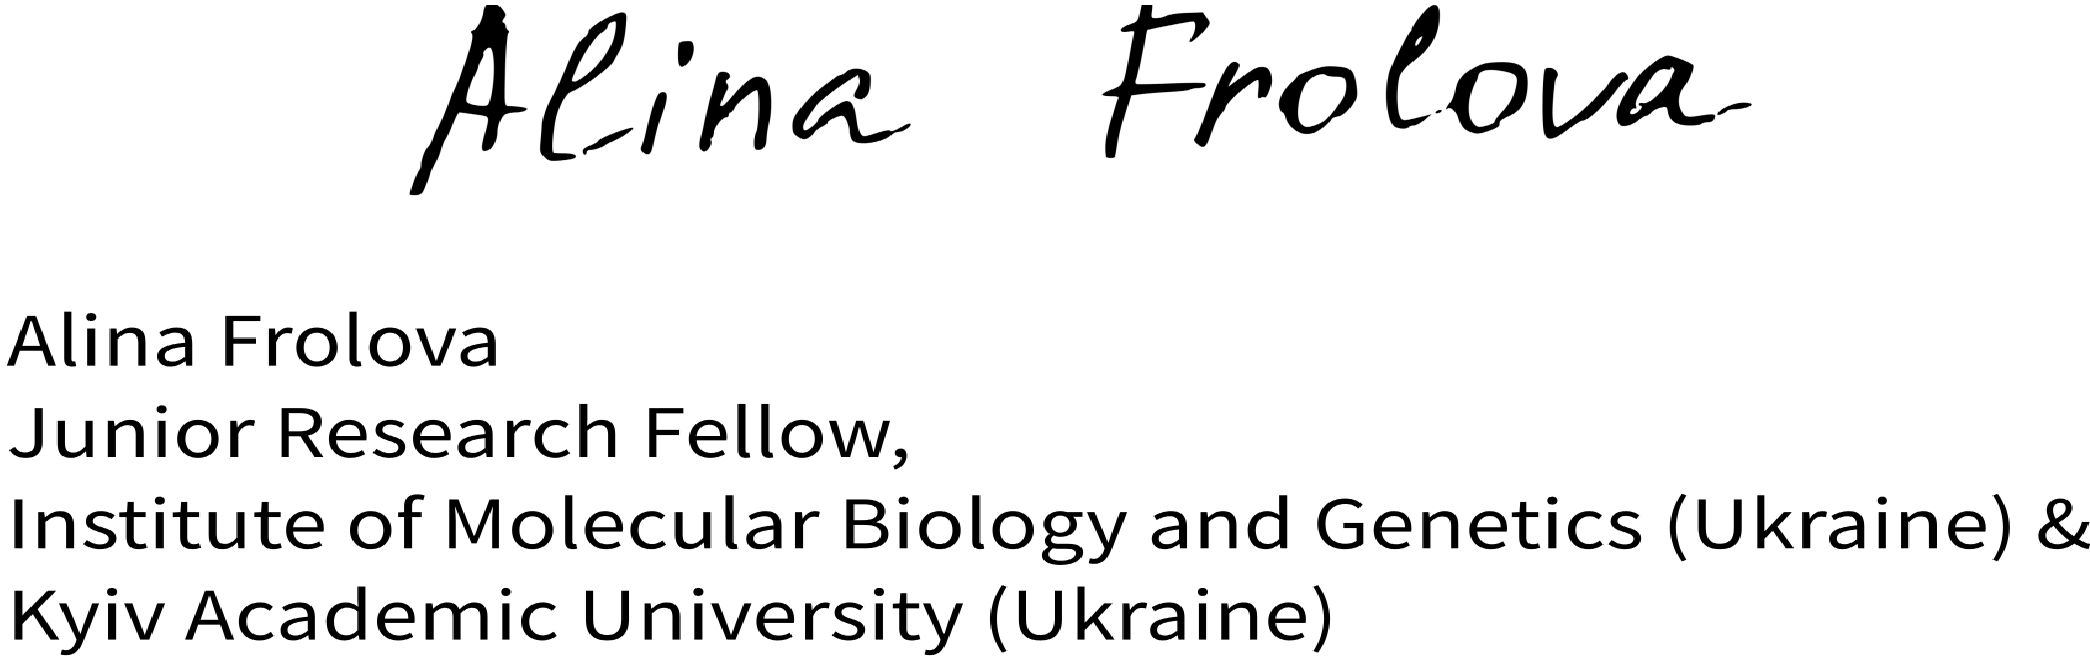 Alina Frolova
Alina Frolova
Junior Research Fellow,
Institute of Molecular Biology and Genetics (Ukraine) &
Kyiv Academic University (Ukraine)